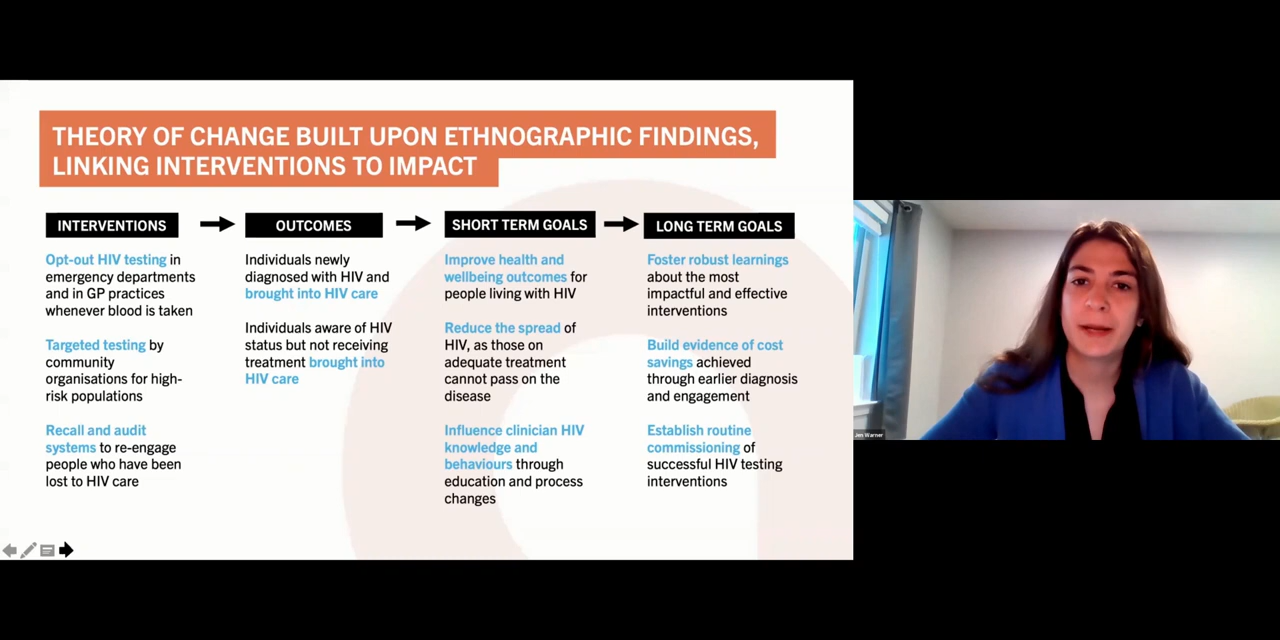 THEORY OF CHANGE BUILT UPON ETHNOGRAPHIC FINDINGS,
LINKING INTERVENTIONS TO IMPACT
INTERVENTIONS
Opt-out HIV testing in
emergency departments
and in GP practices
whenever blood is taken
Targeted testing by
community
organisations for high-
risk populations
Recall and audit
systems to re-engage
people who have been
lost to HIV care
OUTCOMES
Individuals newly
diagnosed with HIV and
brought into HIV care
Individuals aware of HIV
status but not receiving
treatment brought into
HIV care
SHORT TERM GOALS
Improve health and
wellbeing outcomes for
people living with HIV
Reduce the spread of
HIV, as those on
adequate treatment
cannot pass on the
disease
Influence clinician HIV
knowledge and
behaviours through
education and process
changes
LONG TERM GOALS
Foster robust learnings
about the most
impactful and effective
interventions
Build evidence of cost
savings achieved
through earlier diagnosis
and engagement
Establish routine
commissioning of
successful HIV testing
interventions
Jen Warner